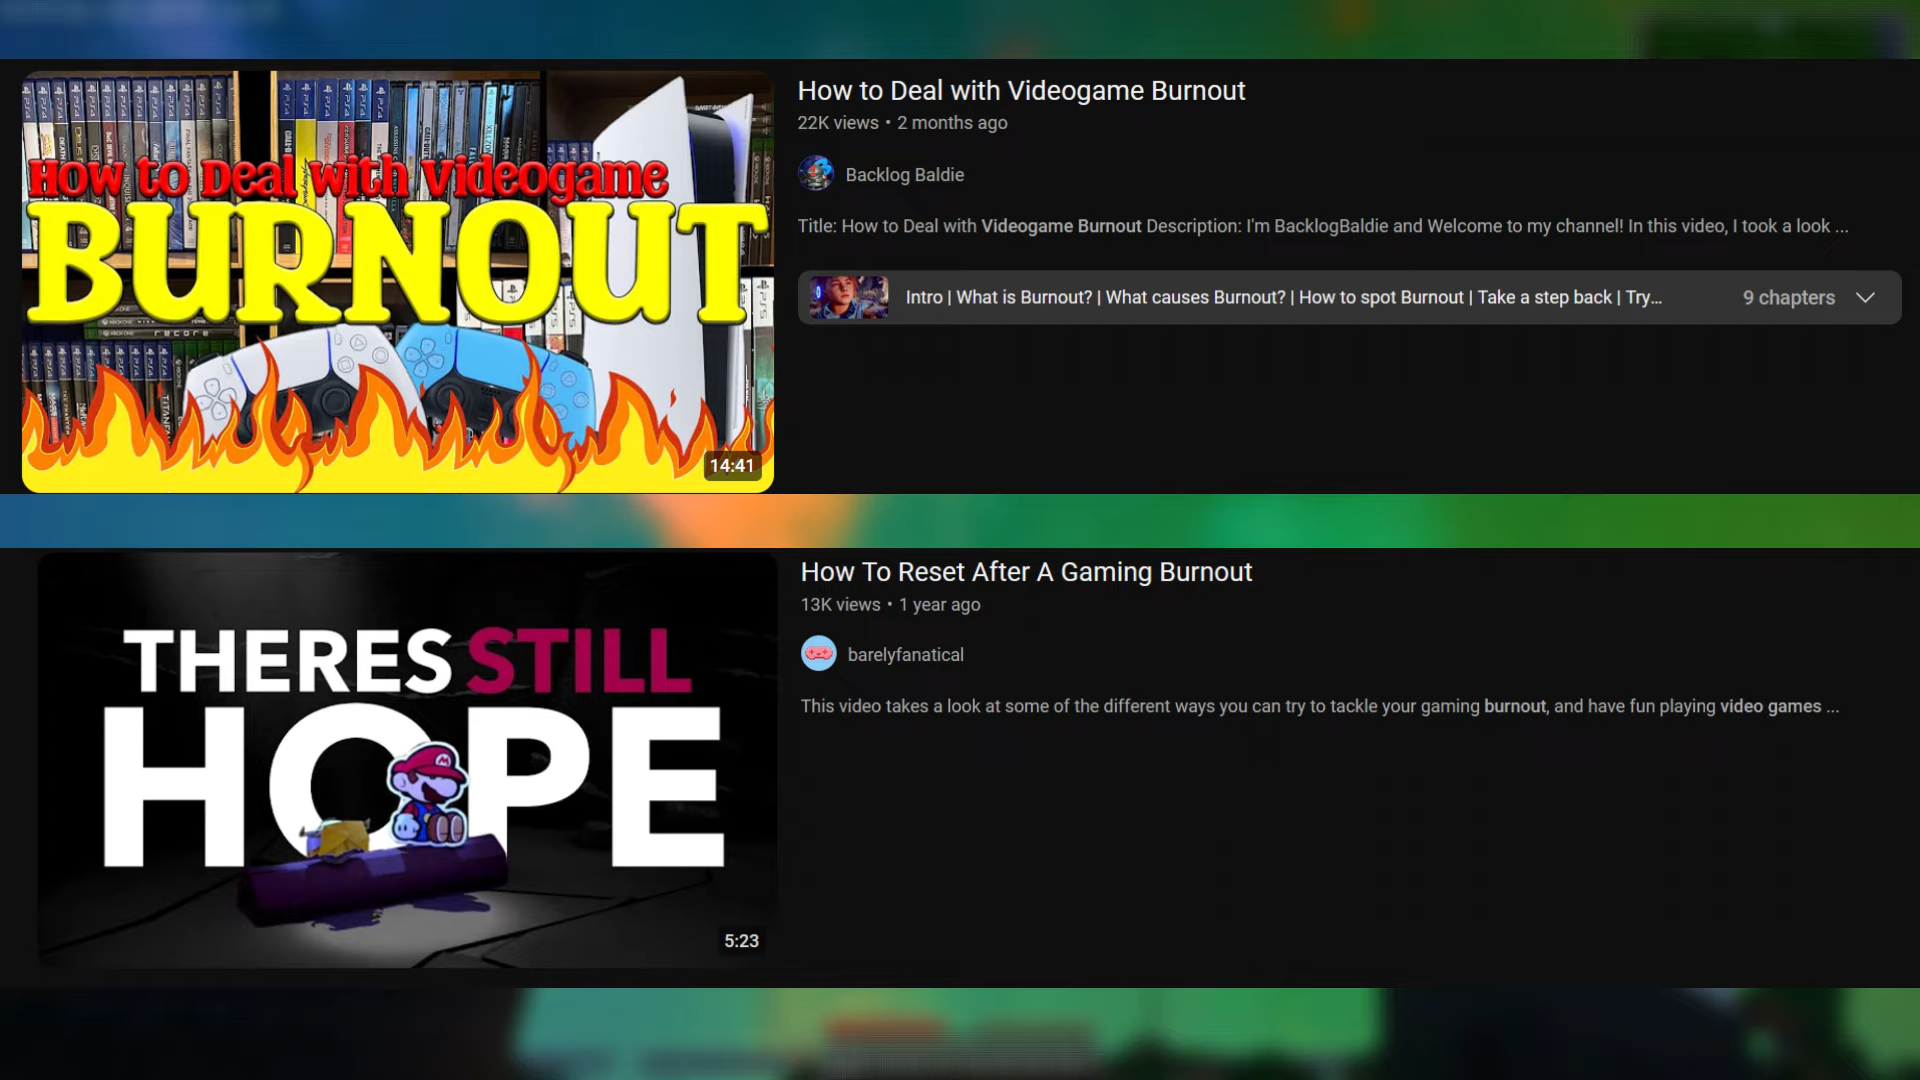 How to Deal with Videogame
BURNOUT
14:41
How to Deal with Videogame Burnout
22K views • 2 months ago
Backlog Baldie
Title: How to Deal with Videogame Burnout Description: I'm BacklogBaldie and Welcome to my channel! In this video, I took a look ...
Intro | What is Burnout? | What causes Burnout? | How to spot Burnout | Take a step back | Try...
9 chapters
THERES STILL
HOPE
5:23
How To Reset After A Gaming Burnout
13K views • 1 year ago
barelyfanatical
This video takes a look at some of the different ways you can try to tackle your gaming burnout, and have fun playing video games ...